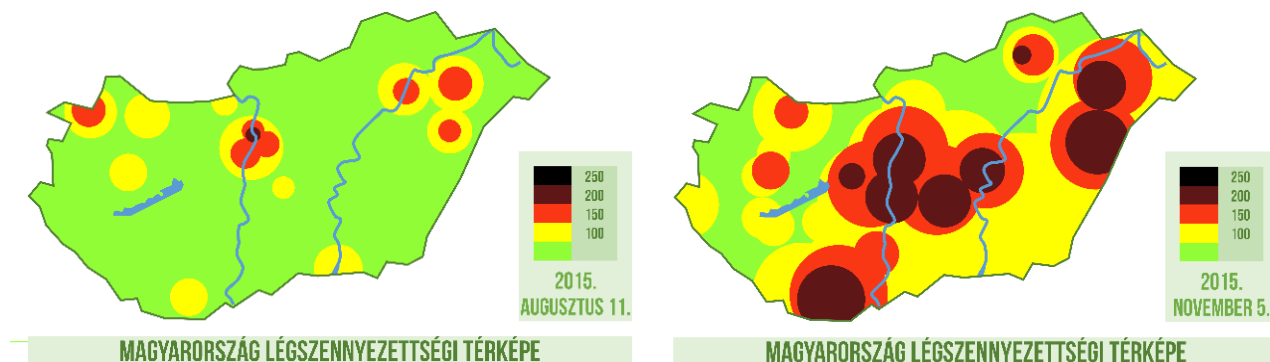 250
200
150
100
2015.
AUGUSZTUS 11.
MAGYARORSZÁG LÉGSZENNYEZETTSÉGI TÉRKÉPE
250
200
150
100
2015.
NOVEMBER 5.
MAGYARORSZÁG LÉGSZENNYEZETTSÉGI TÉRKÉPE